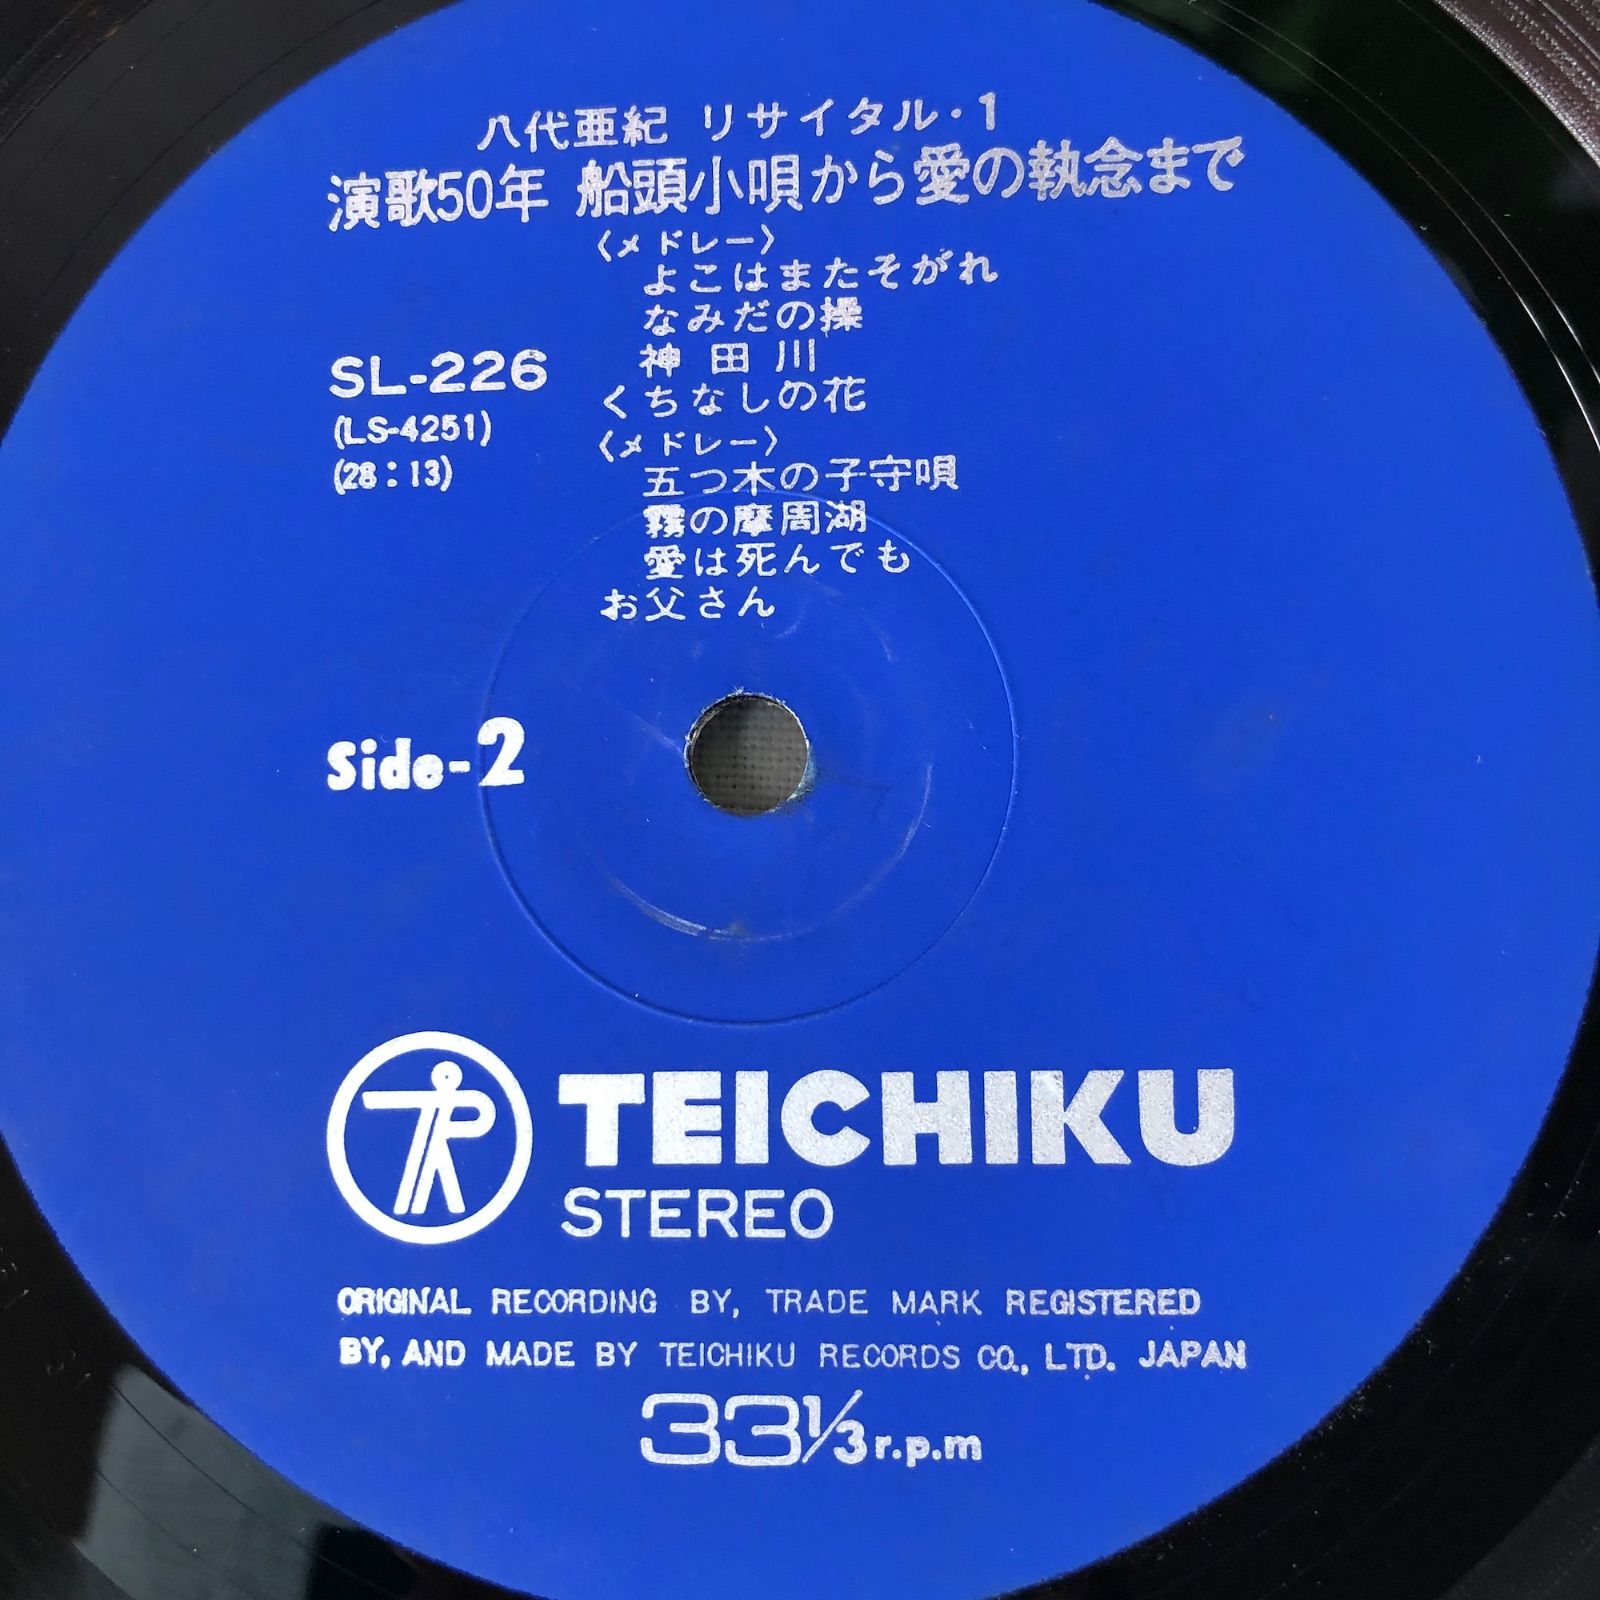 八代亜紀 リサイタル・1
演歌50年 船頭小唄から愛の執念まで
〈メドレー〉
よこはまたそがれ
なみだの操
神田川
くちなしの花
〈メドレー〉
五つ木の子守唄
霧の摩周湖
愛は死んでも
お父さん
SL-226
(LS-4251)
(28:13)
Side-2
TR
TEICHIKU
STEREO
ORIGINAL RECORDING BY, TRADE MARK REGISTERED
BY, AND MADE BY TEICHIKU RECORDS CO., LTD. JAPAN
33 1/3 r.p.m